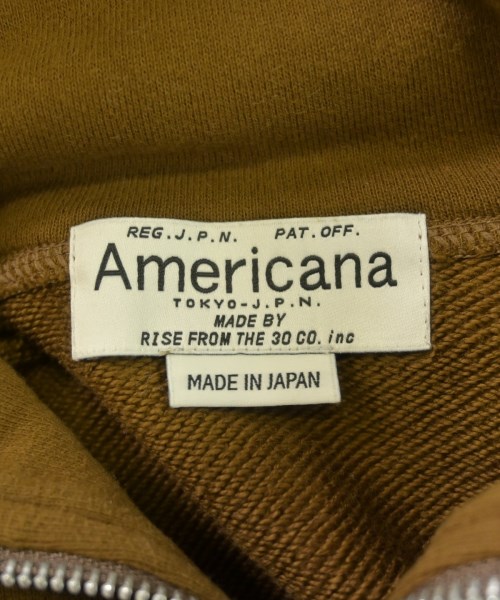 REG.J.P.N. PAT.OFF.
Americana
TOKYO-J.P.N.
MADE BY
RISE FROM THE 30 CO. inc
MADE IN JAPAN